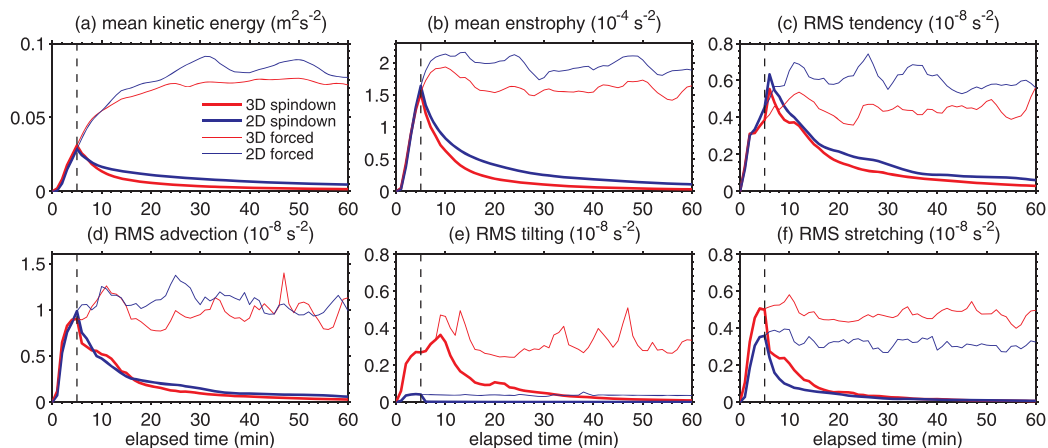 (a) mean kinetic energy (m²s⁻²)
(b) mean enstrophy (10⁻⁴ s⁻²)
(c) RMS tendency (10⁻⁸ s⁻²)
0.1
0.05
0
2
1.5
1
0.5
0
0.8
0.6
0.4
0.2
0
3D spindown
2D spindown
3D forced
2D forced
0 10 20 30 40 50 60
0 10 20 30 40 50 60
0 10 20 30 40 50 60
(d) RMS advection (10⁻⁸ s⁻²)
(e) RMS tilting (10⁻⁸ s⁻²)
(f) RMS stretching (10⁻⁸ s⁻²)
1.5
1
0.5
0
0.8
0.6
0.4
0.2
0
0.8
0.6
0.4
0.2
0
0 10 20 30 40 50 60
0 10 20 30 40 50 60
0 10 20 30 40 50 60
elapsed time (min)
elapsed time (min)
elapsed time (min)